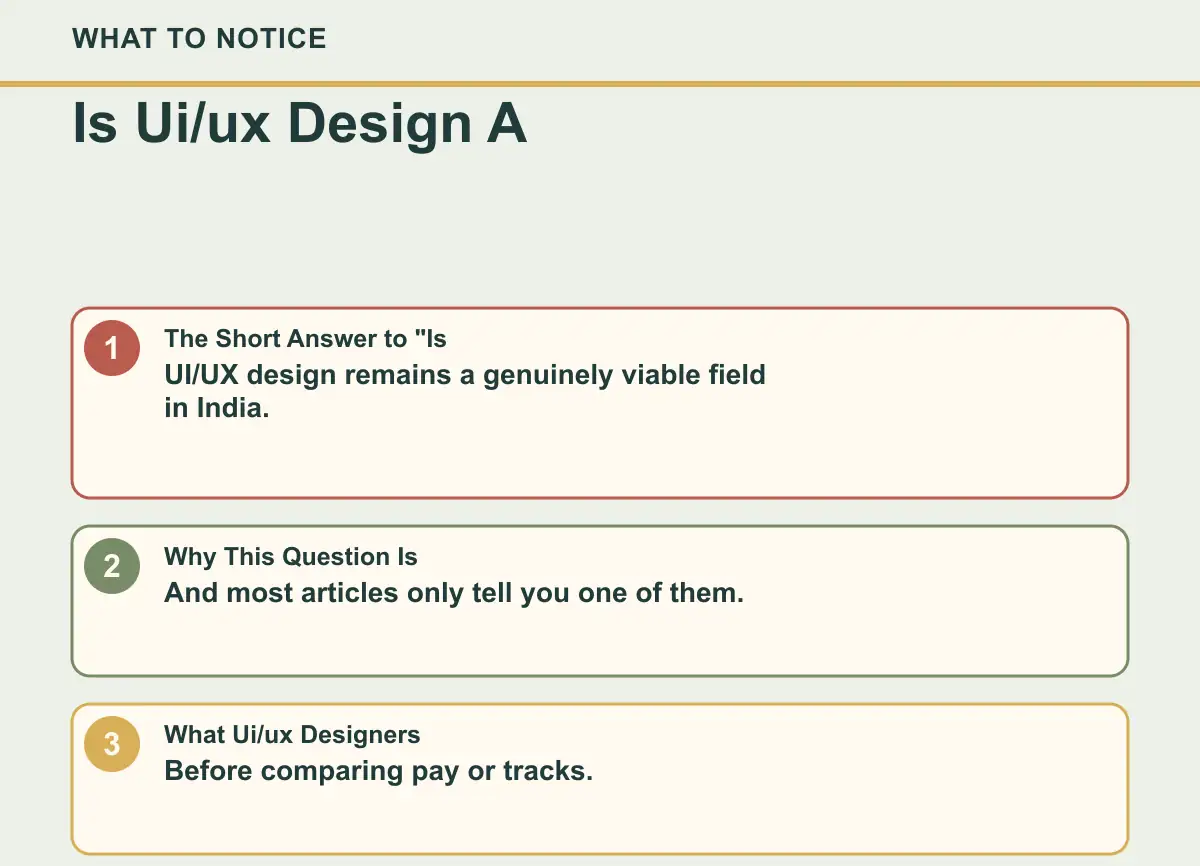 WHAT TO NOTICE
Is Ui/ux Design A
1
The Short Answer to "Is
UI/UX design remains a genuinely viable field
in India.
2
Why This Question Is
And most articles only tell you one of them.
3
What Ui/ux Designers
Before comparing pay or tracks.